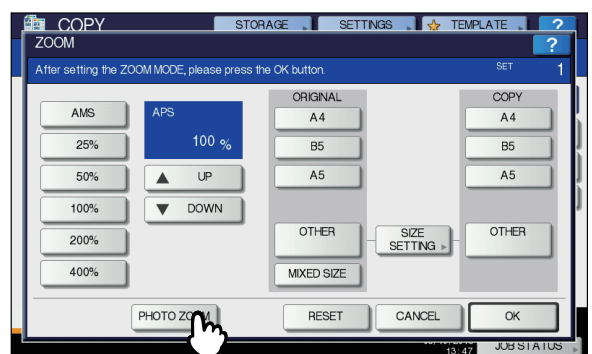 COPY
STORAGE
SETTINGS
TEMPLATE
?
ZOOM
?
After setting the ZOOM MODE, please press the OK button.
SET 1
AMS
25%
50%
100%
200%
400%
APS
100 %
UP
DOWN
ORIGINAL
A4
B5
A5
OTHER
MIXED SIZE
SIZE
SETTING
COPY
A4
B5
A5
OTHER
PHOTO ZOOM
RESET
CANCEL
OK
13:47
JOB STATUS